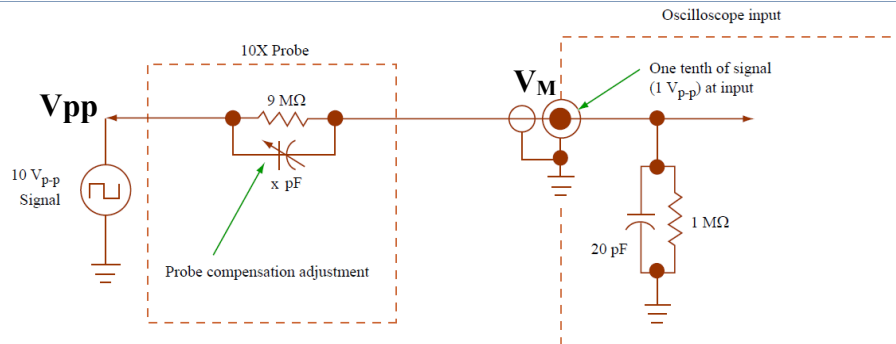 Oscilloscope input
10X Probe
One tenth of signal
(1 Vp-p) at input
VM
Vpp
9 MΩ
10 Vp-p
Signal
x pF
1 MΩ
20 pF
Probe compensation adjustment